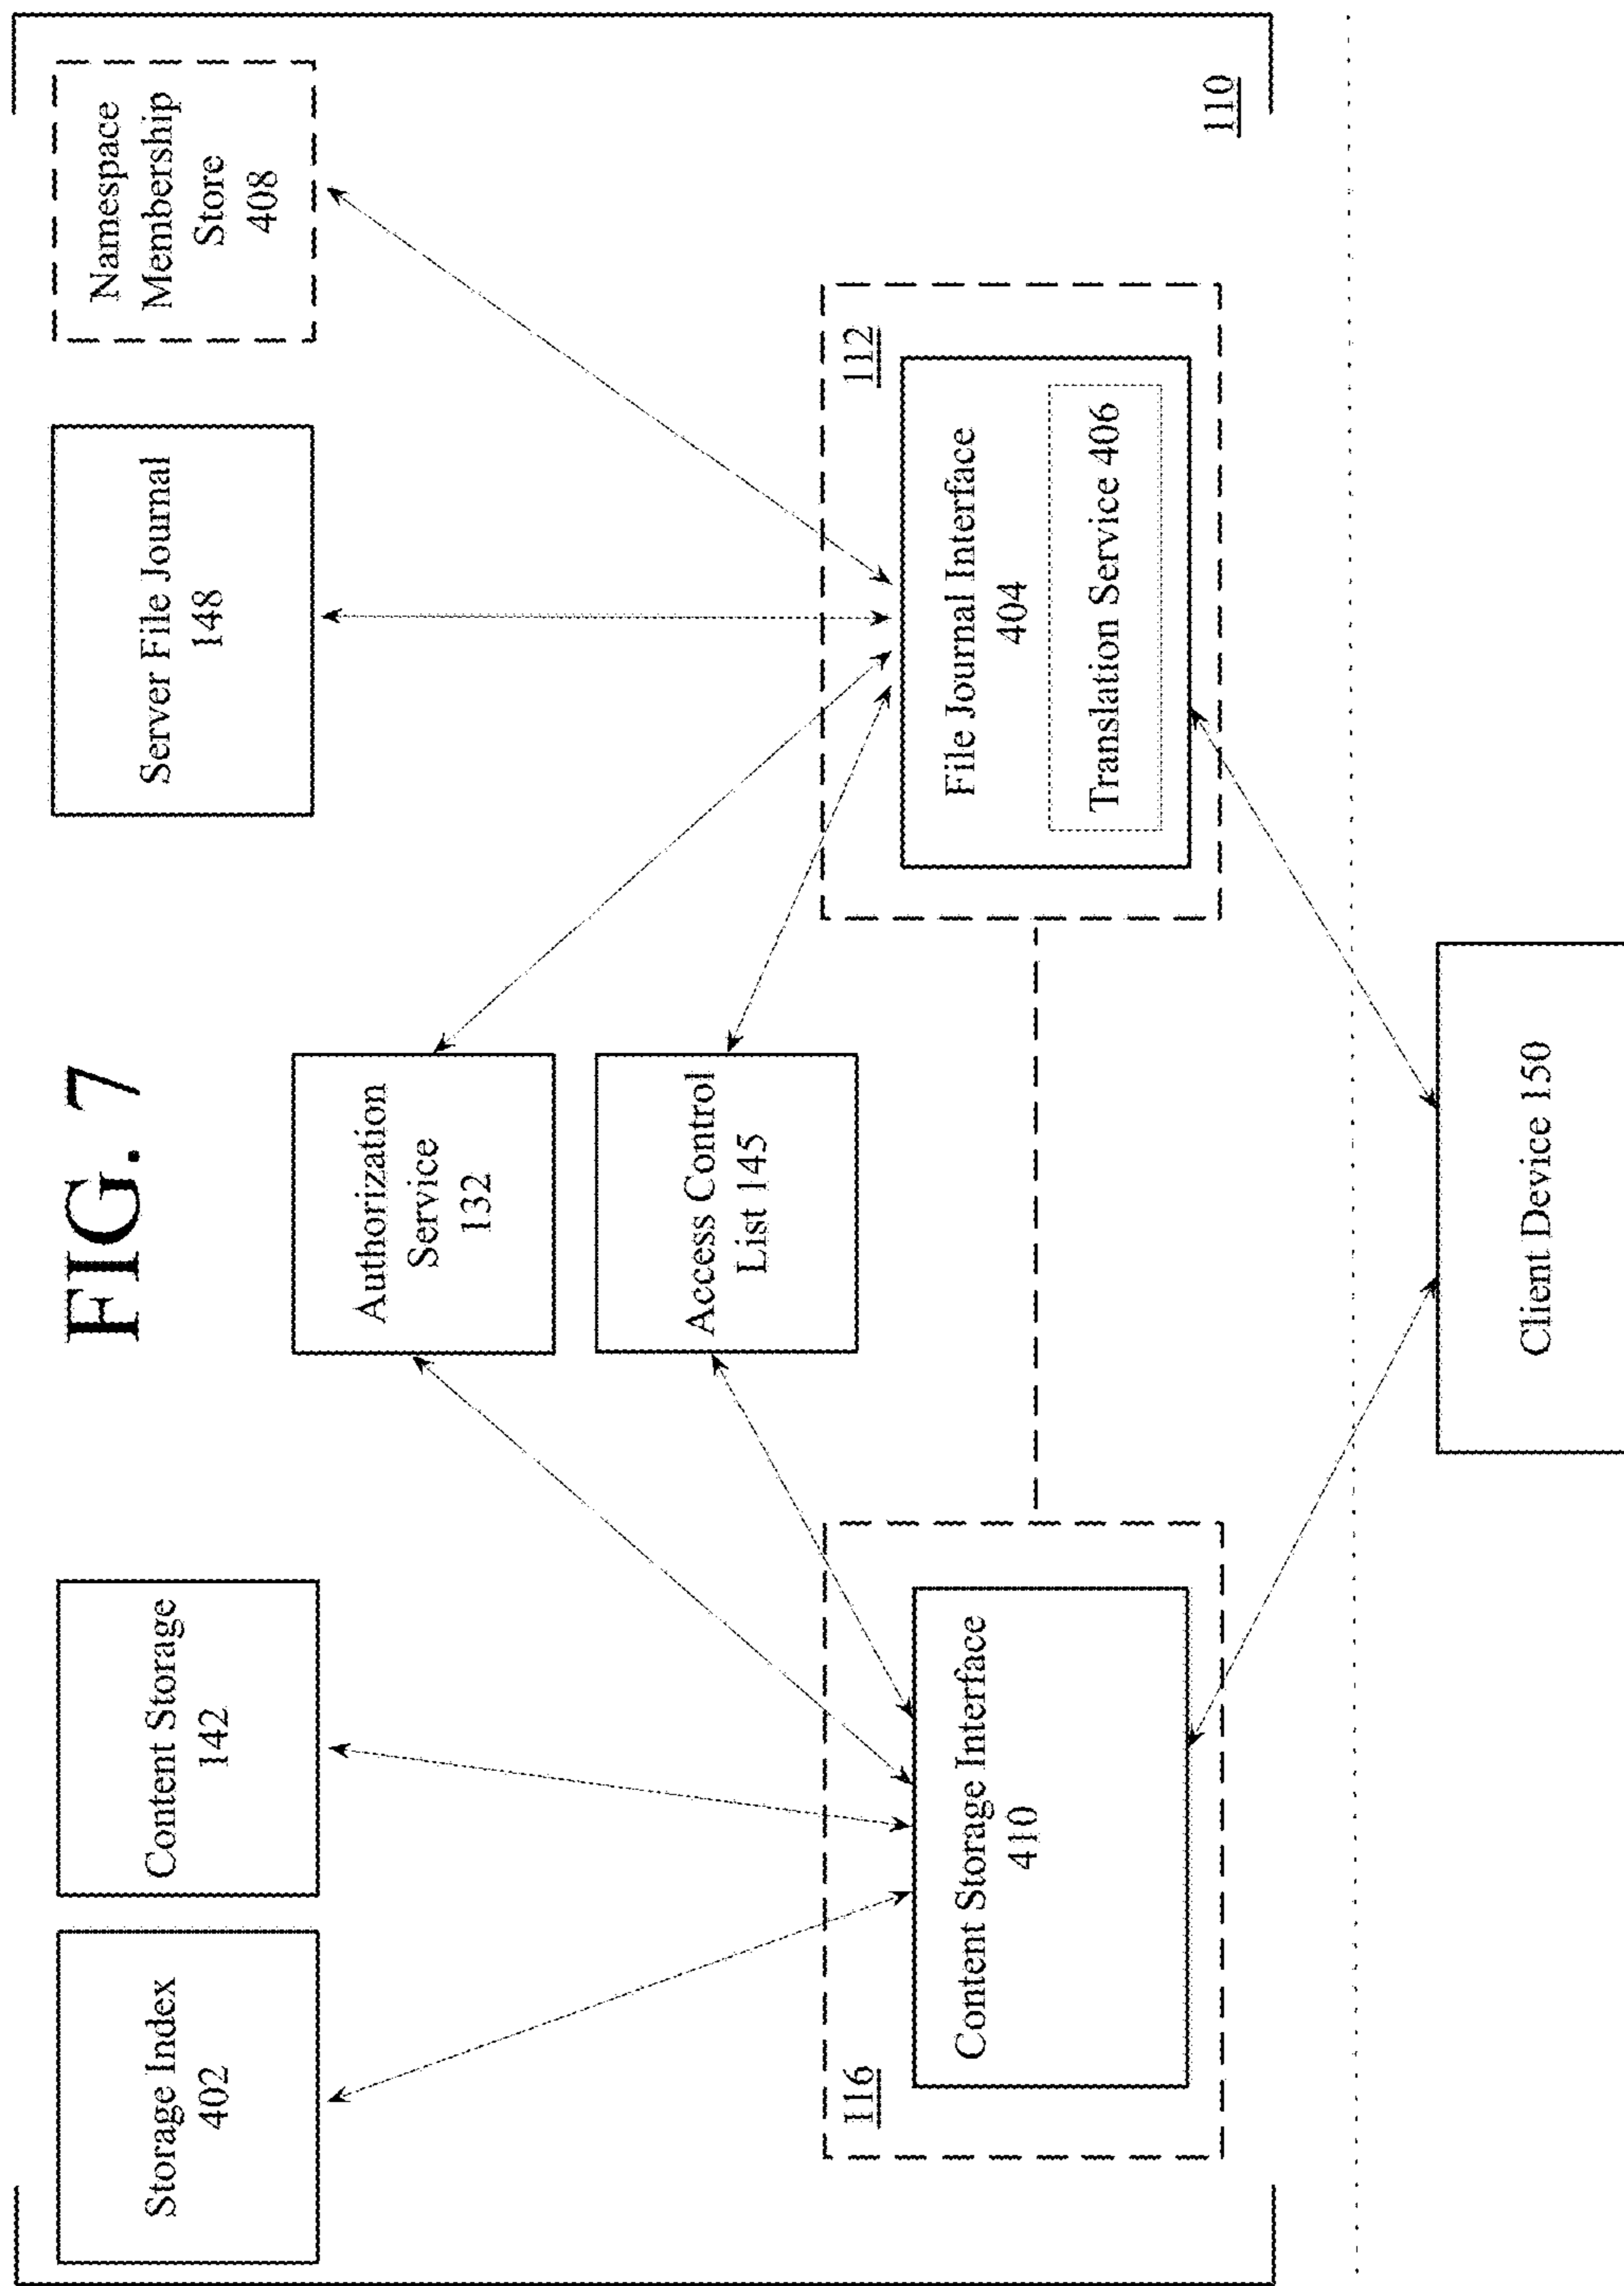 FIG. 7
Storage Index
402
Content Storage
142
Authorization
Service
132
Access Control
List 145
Server File Journal
148
Namespace
Membership
Store
408
116
Content Storage Interface
410
112
File Journal Interface
404
Translation Service 406
110
Client Device 150